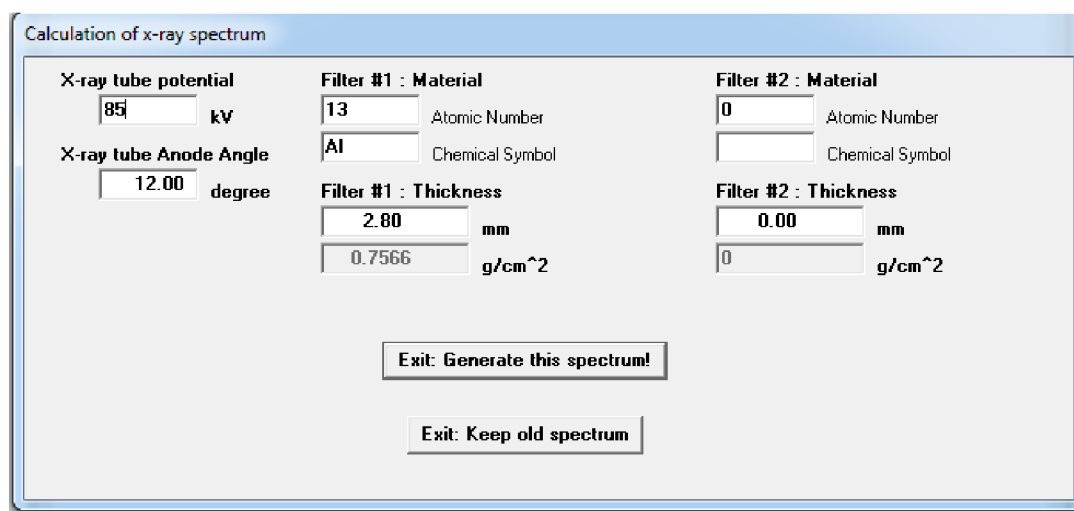 Calculation of x-ray spectrum
X-ray tube potential
85 kV
X-ray tube Anode Angle
12.00 degree
Filter #1 : Material
13 Atomic Number
Al Chemical Symbol
Filter #1 : Thickness
2.80 mm
0.7566 g/cm^2
Filter #2 : Material
0 Atomic Number
Chemical Symbol
Filter #2 : Thickness
0.00 mm
0 g/cm^2
Exit: Generate this spectrum!
Exit: Keep old spectrum